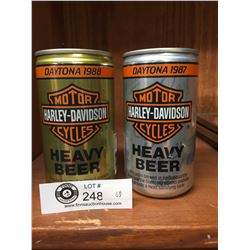 DAYTONA 1988
MOTOR
HARLEY-DAVIDSON
CYCLES
HEAVY
BEER
DAYTONA 1987
MOTOR
HARLEY-DAVIDSON
CYCLES
HEAVY
BEER
LOT #
248
www.finnsauctionhouse.com